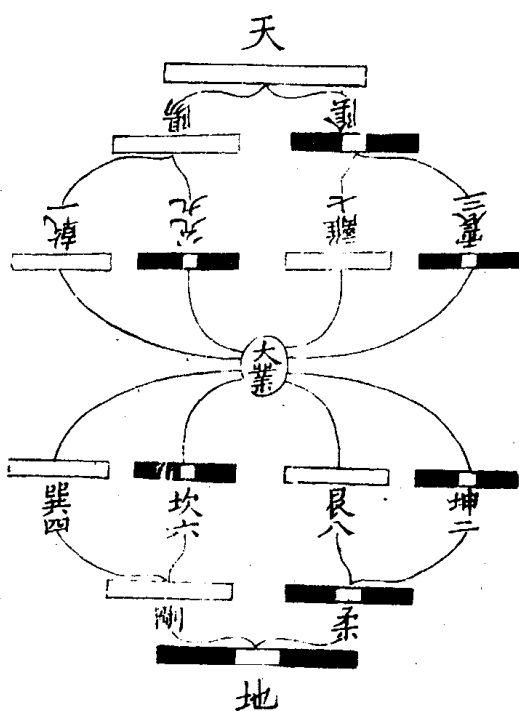 天
陽 陰
乾一 兌九 離七 震三
大業
巽四 坎六 艮八 坤二
剛 柔
地